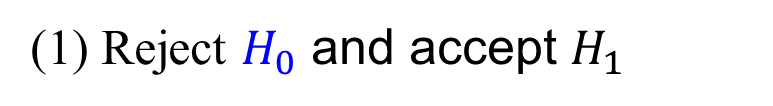 (1) Reject H₀ and accept H₁